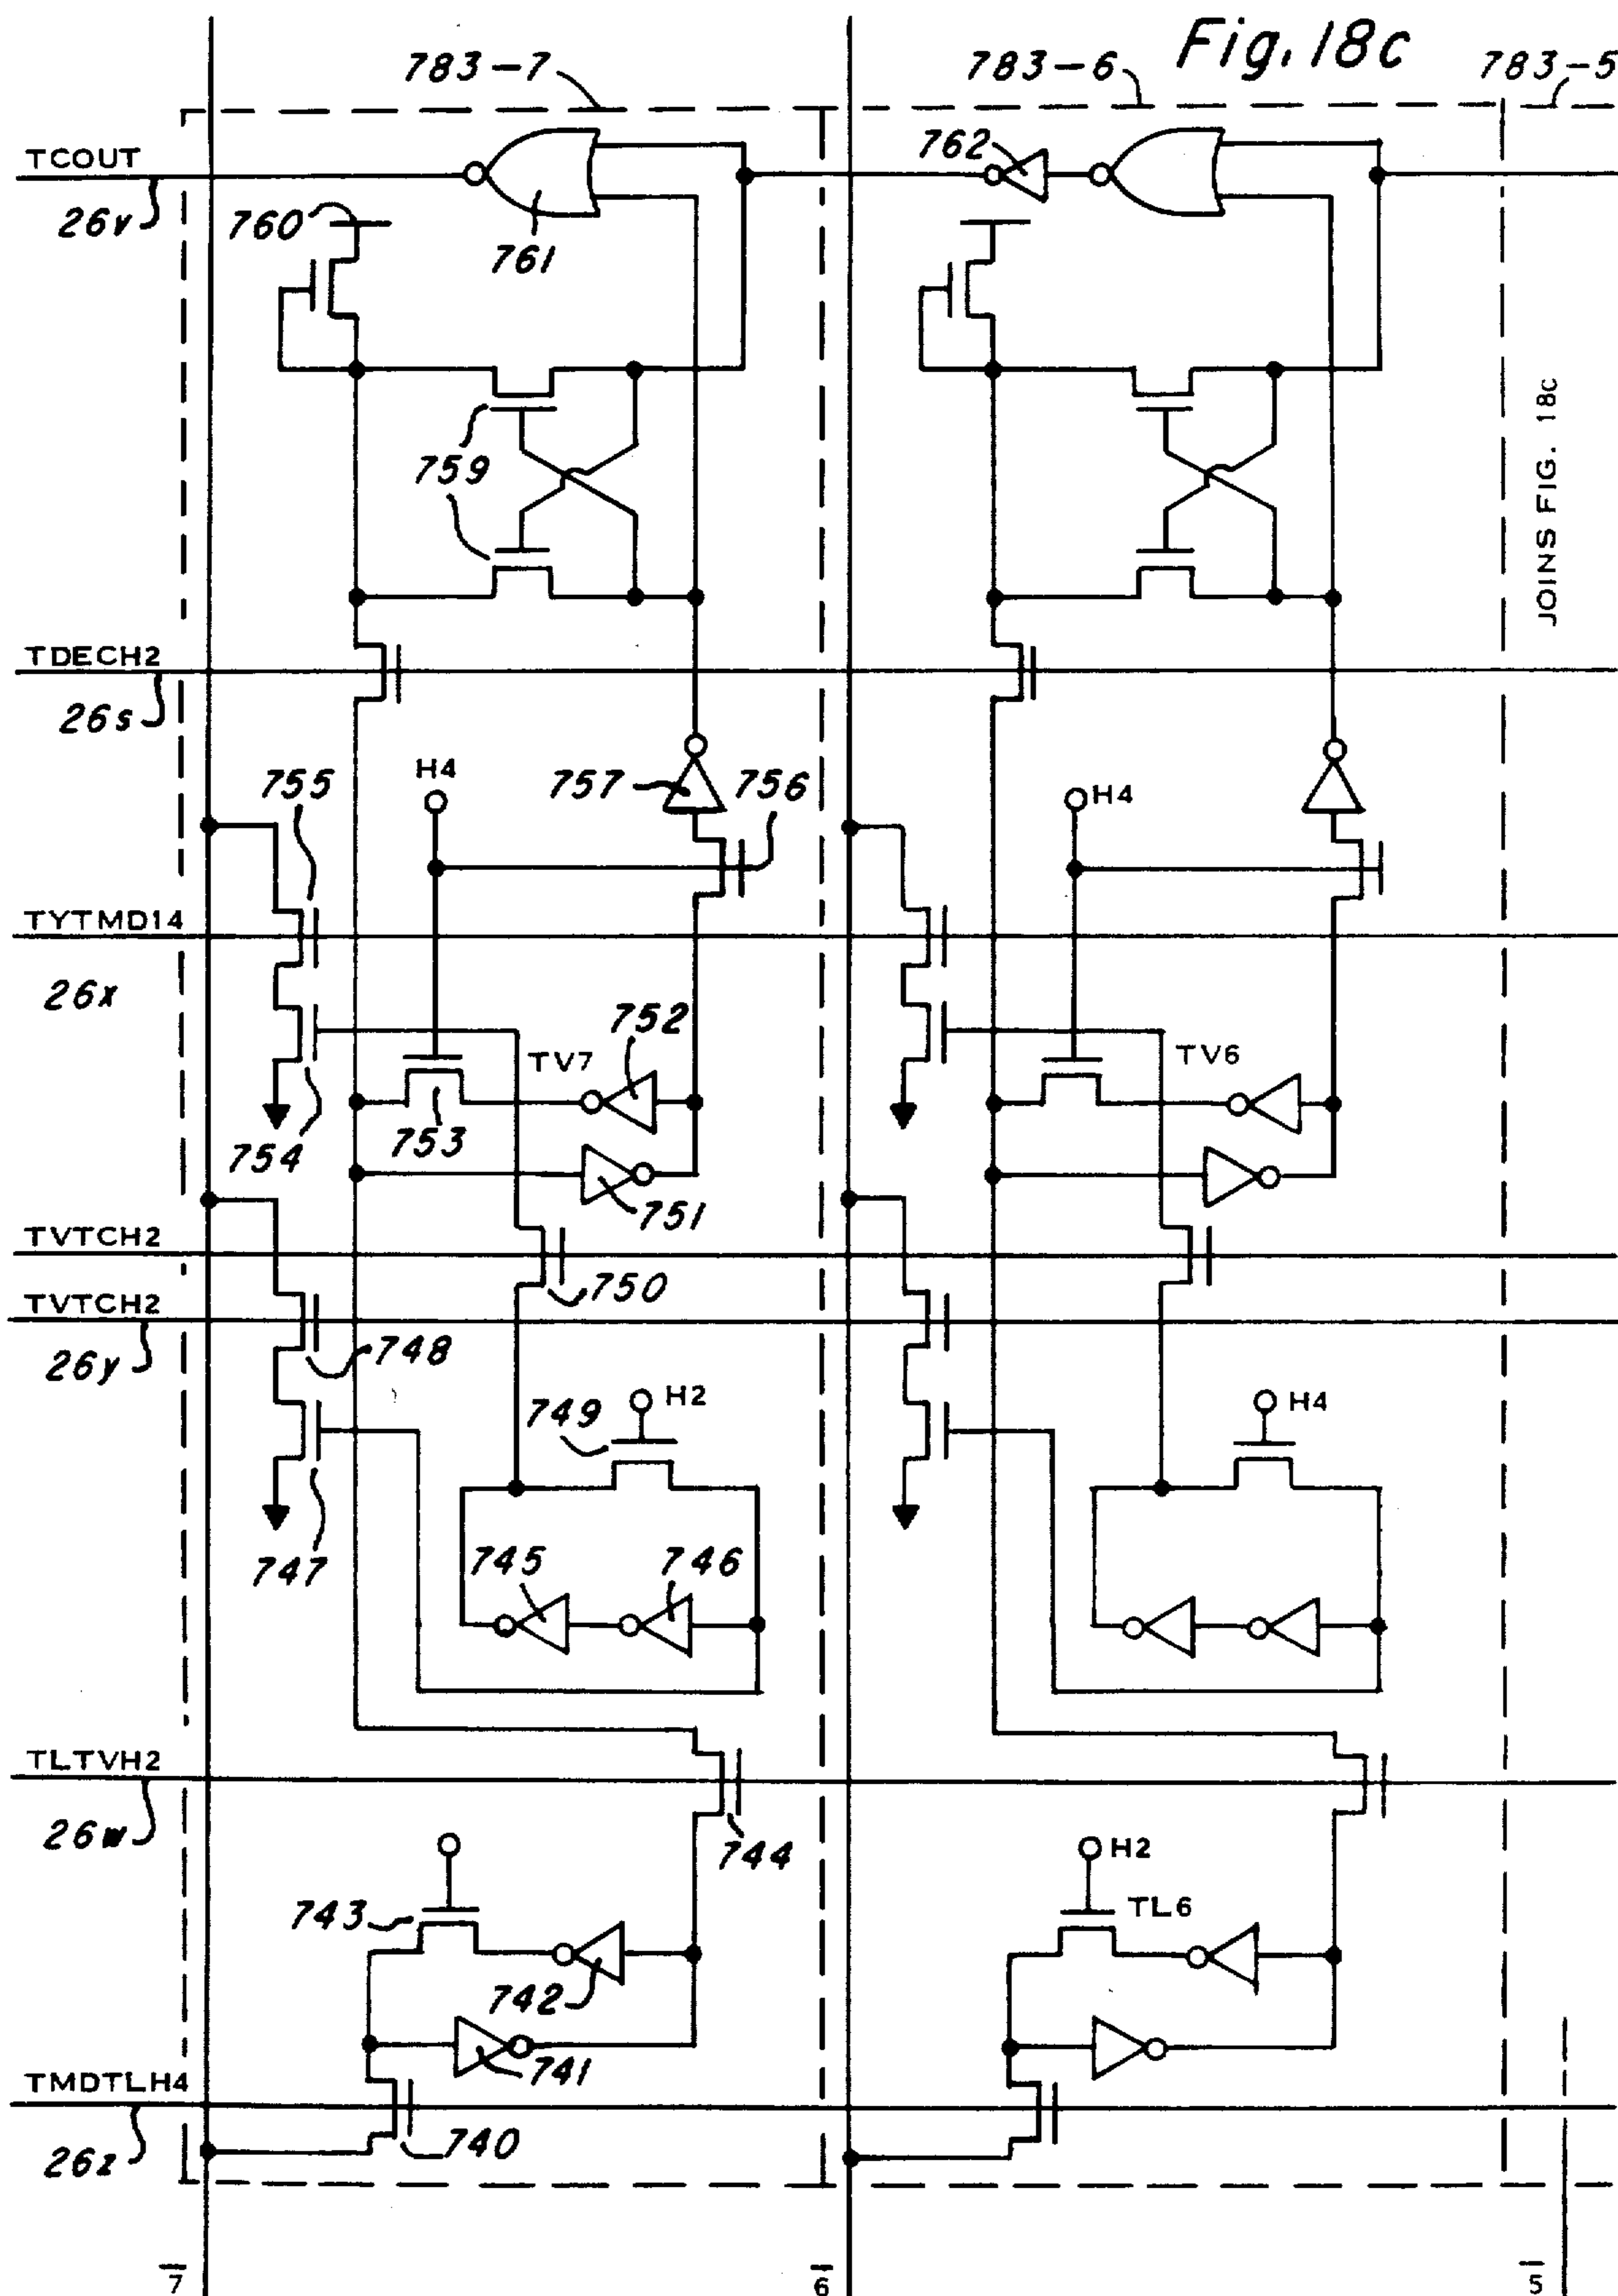 Fig. 18c
783-7
783-6
783-5
TCOUT
762
26v
760
761
JOINS FIG. 18c
759
TDECH2
26s
H4
H4
755
757
756
TYTMD14
26x
752
TV7
TV6
753
754
751
TVTCH2
750
TVTCH2
26y
748
H2
H4
749
747
745
746
TLTVH2
26w
744
H2
743
TL6
742
741
TMDTLH4
740
26z
7
6
5